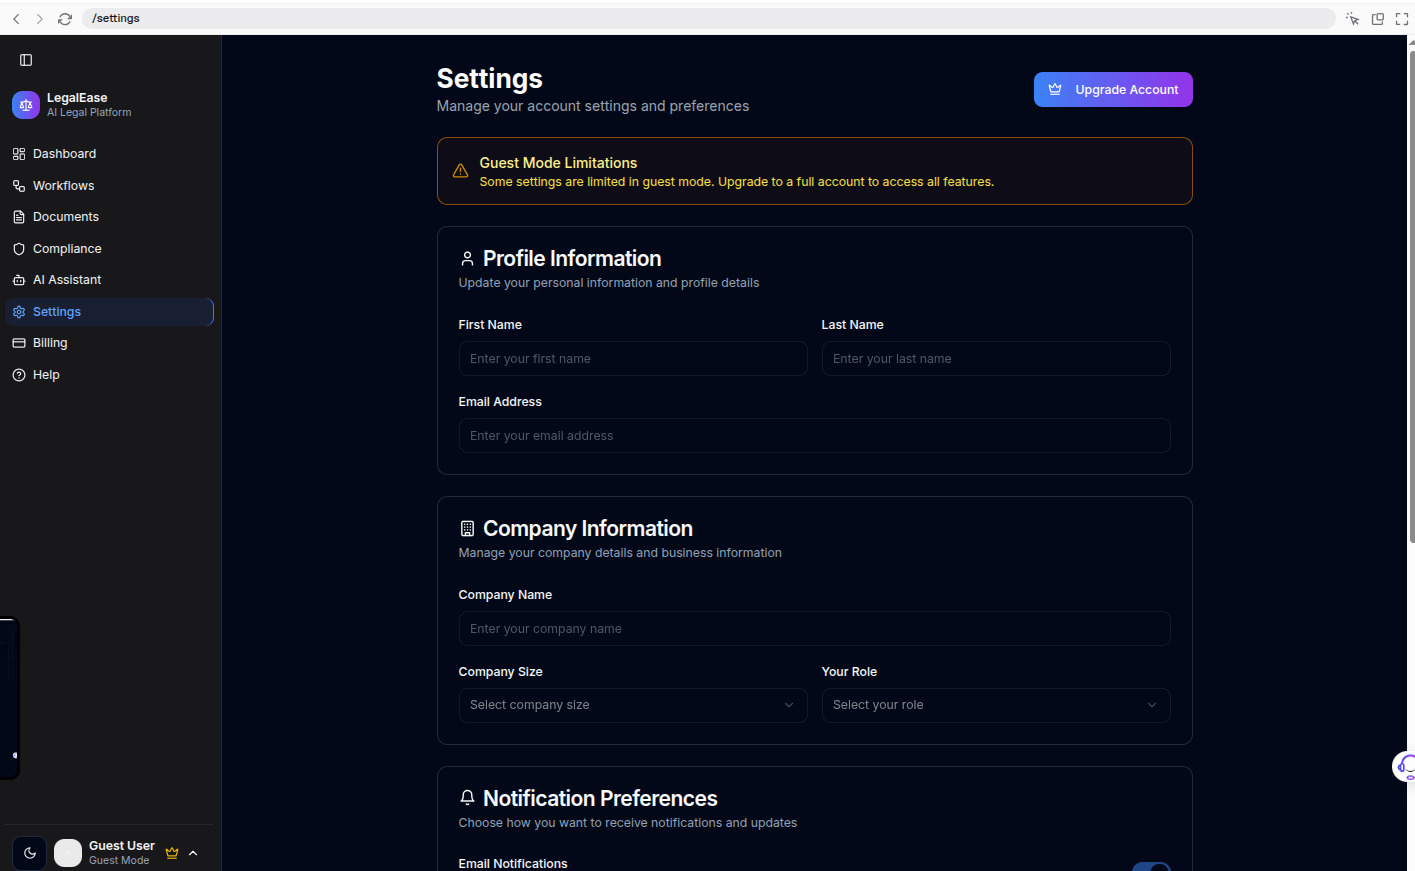 /settings
LegalEase
AI Legal Platform
Dashboard
Workflows
Documents
Compliance
AI Assistant
Settings
Billing
Help
Guest User
Guest Mode
Settings
Manage your account settings and preferences
Upgrade Account
Guest Mode Limitations
Some settings are limited in guest mode. Upgrade to a full account to access all features.
Profile Information
Update your personal information and profile details
First Name
Last Name
Enter your first name
Enter your last name
Email Address
Enter your email address
Company Information
Manage your company details and business information
Company Name
Enter your company name
Company Size
Your Role
Select company size
Select your role
Notification Preferences
Choose how you want to receive notifications and updates
Email Notifications